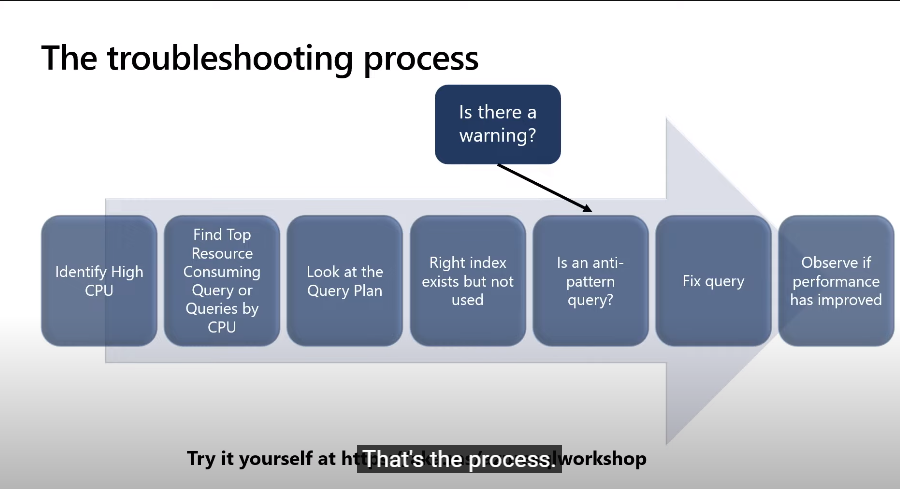 The troubleshooting process
Is there a
warning?
Identify High
CPU
Find Top
Resource
Consuming
Query or
Queries by
CPU
Look at the
Query Plan
Right index
exists but not
used
Is an anti-
pattern
query?
Fix query
Observe if
performance
has improved
Try it yourself at
That's the process.